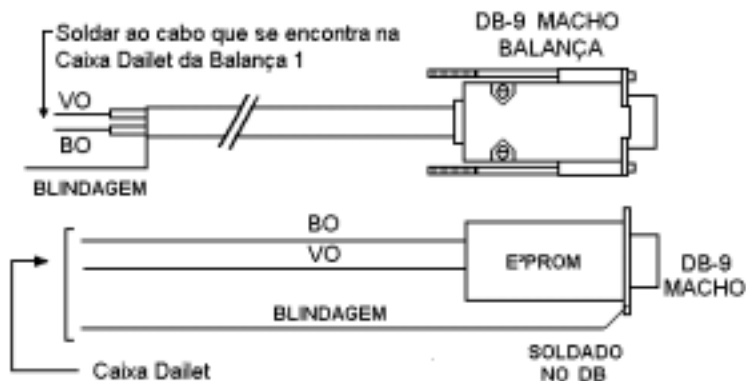 Soldar ao cabo que se encontra na
Caixa Dailet da Balança 1
DB-9 MACHO
BALANÇA
VO
BO
BLINDAGEM
BO
VO
E²PROM
DB-9
MACHO
BLINDAGEM
Caixa Dailet
SOLDADO
NO DB